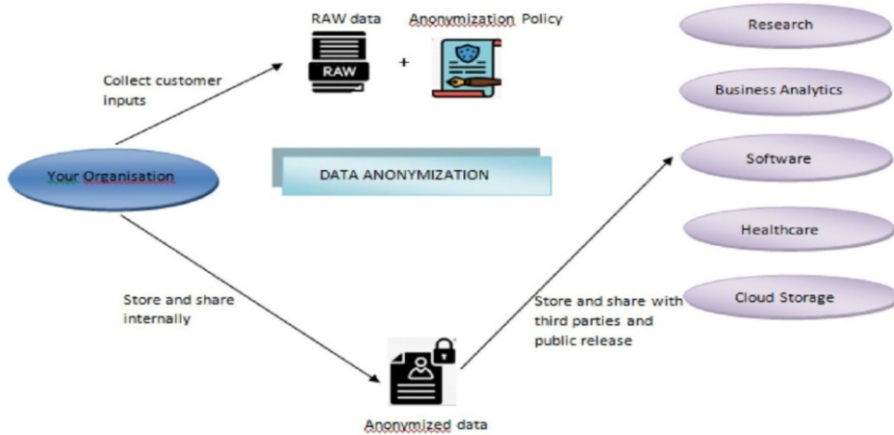 RAW data
Anonymization Policy
RAW
+
Collect customer
inputs
Your Organisation
DATA ANONYMIZATION
Store and share
internally
Anonymized data
Store and share with
third parties and
public release
Research
Business Analytics
Software
Healthcare
Cloud Storage